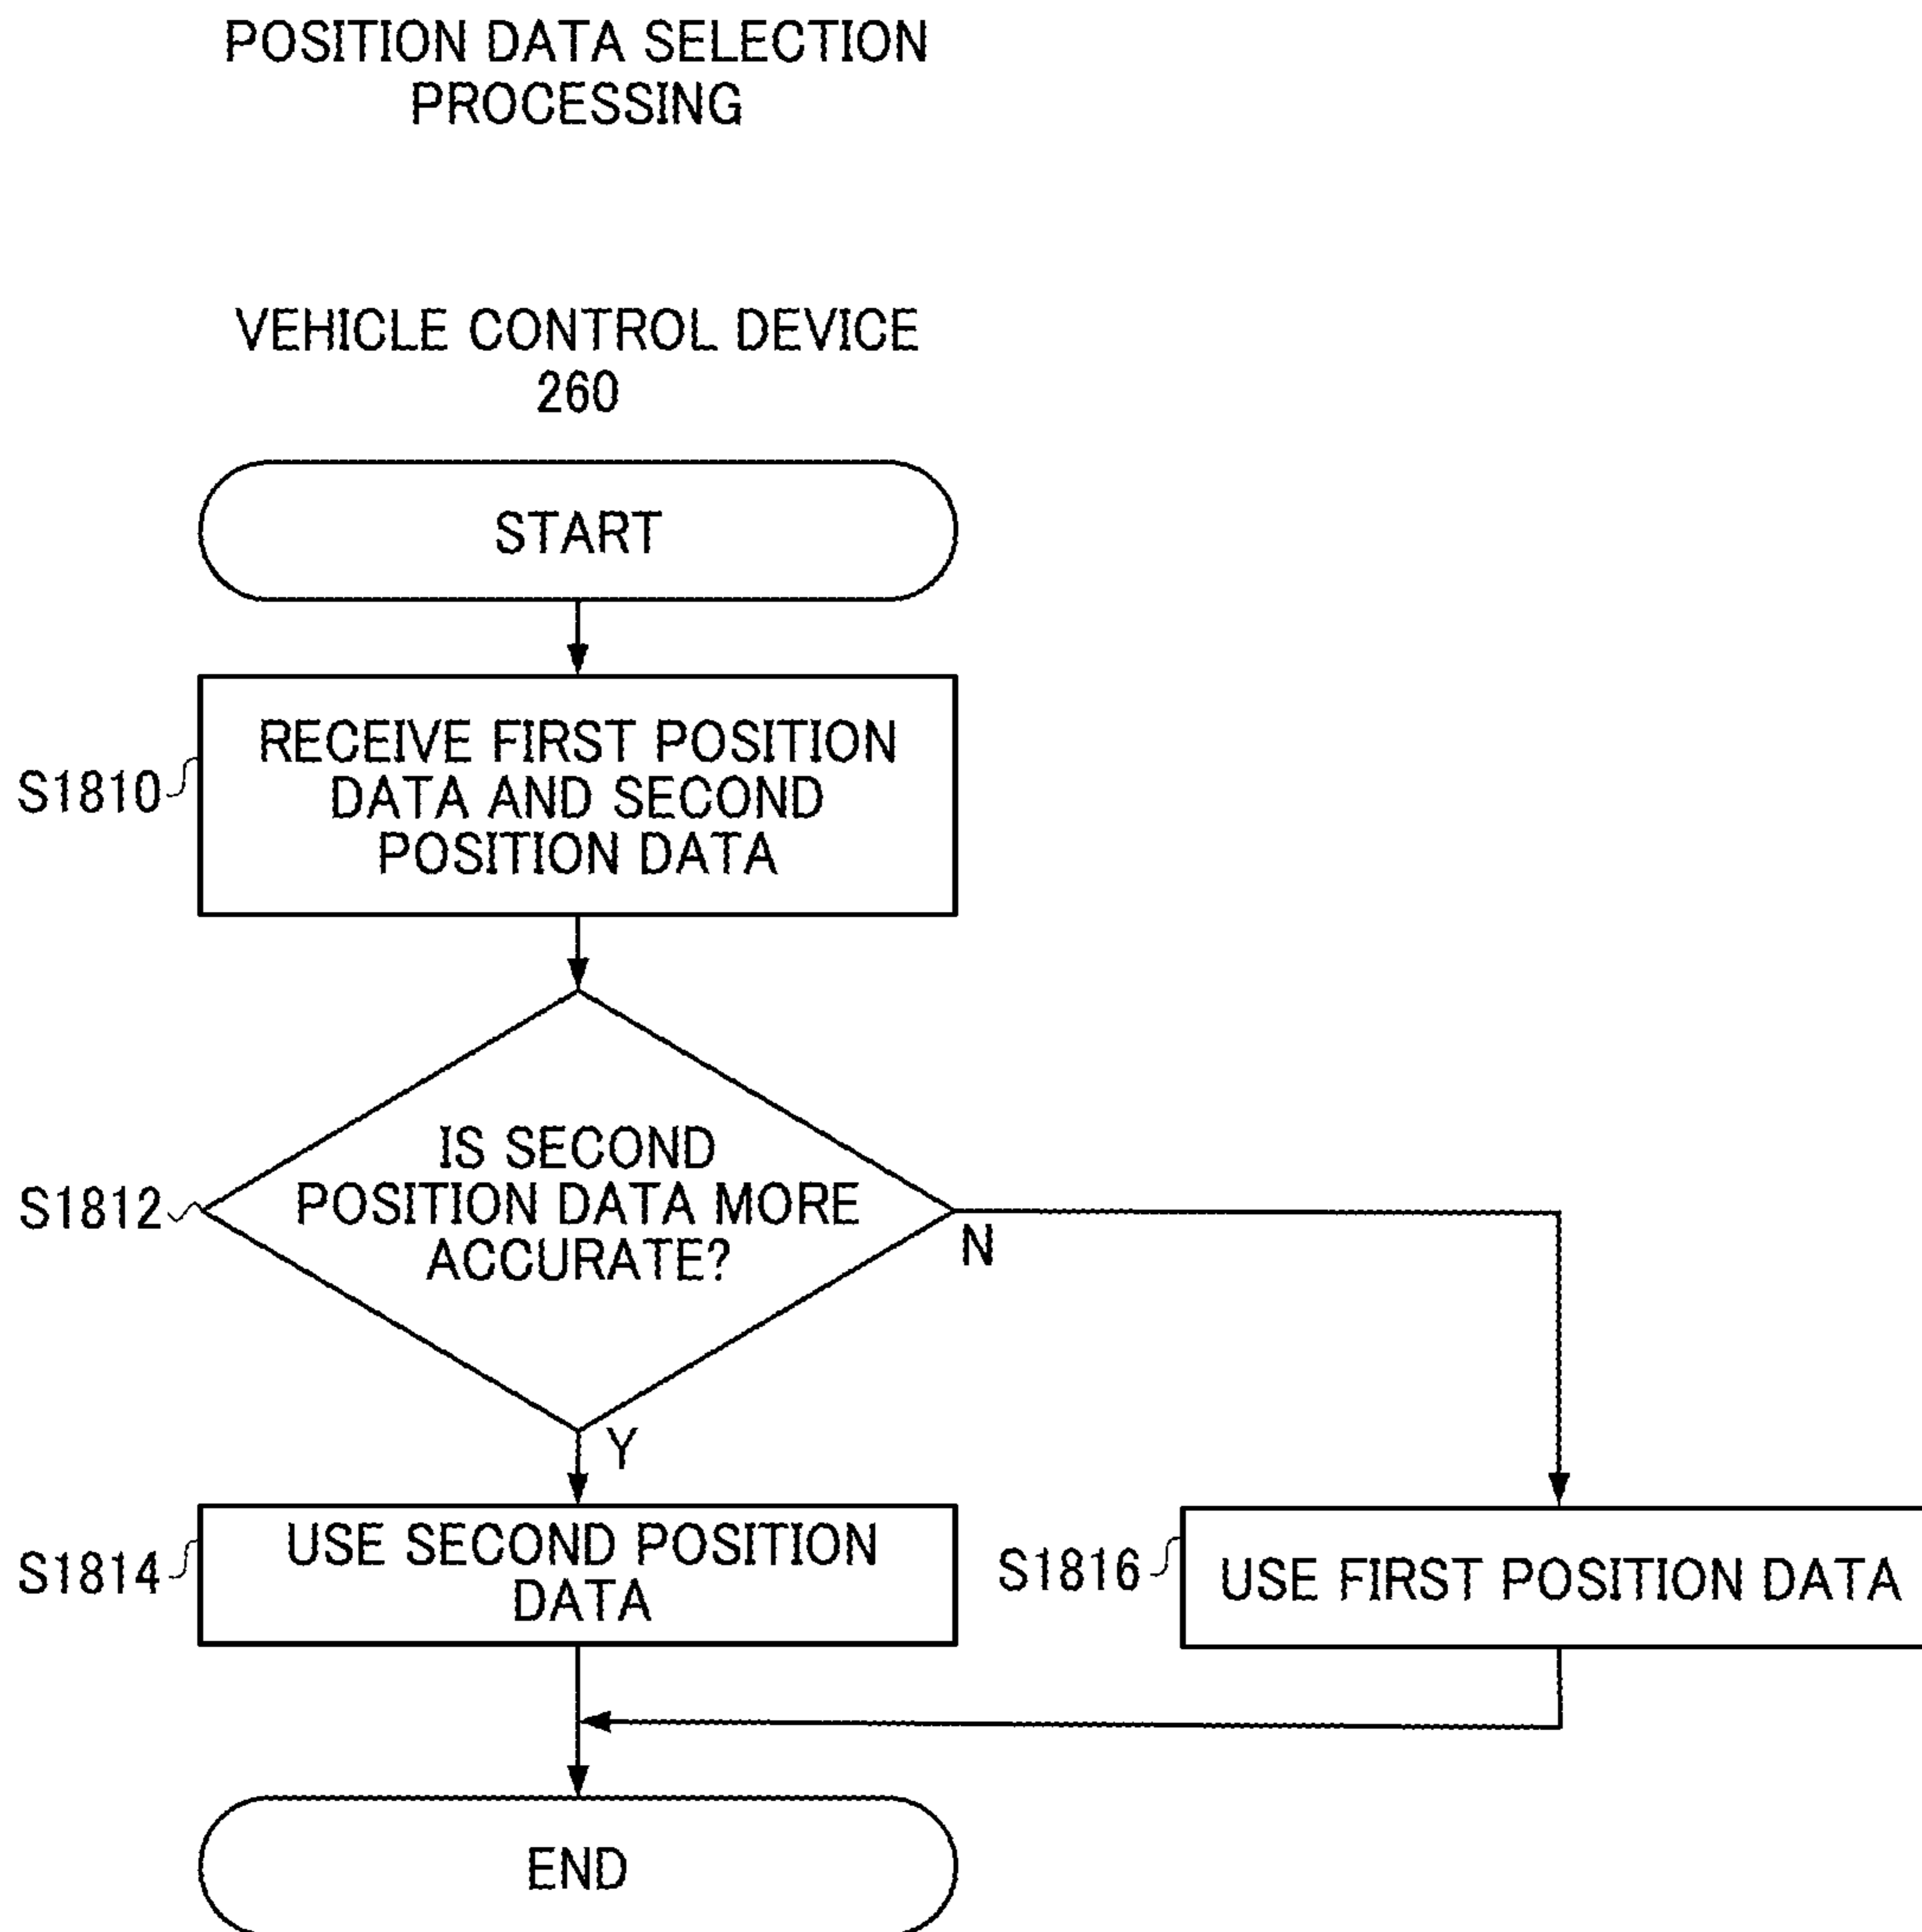 POSITION DATA SELECTION
PROCESSING
VEHICLE CONTROL DEVICE
260
START
S1810
RECEIVE FIRST POSITION
DATA AND SECOND
POSITION DATA
S1812
IS SECOND
POSITION DATA MORE
ACCURATE?
N
Y
S1814
USE SECOND POSITION
DATA
S1816
USE FIRST POSITION DATA
END